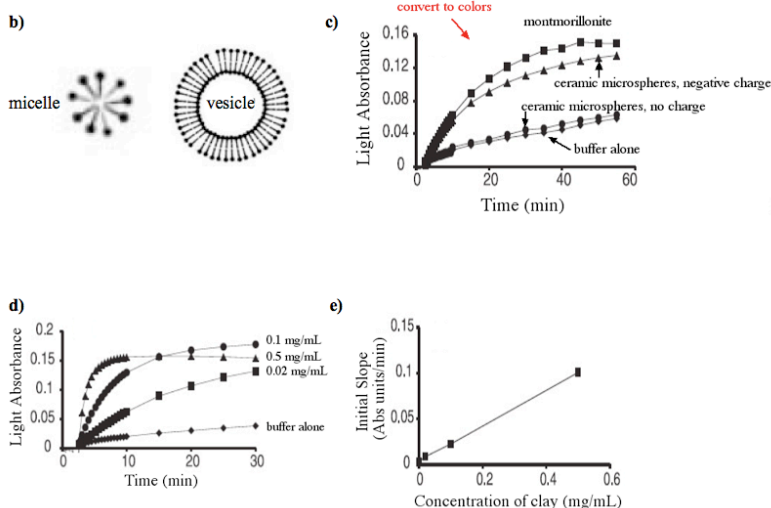 b)
micelle
vesicle
c)
convert to colors
montmorillonite
ceramic microspheres, negative charge
ceramic microspheres, no charge
buffer alone
Light Absorbance
0.16
0.12
0.08
0.04
0
0
20
40
60
Time (min)
d)
Light Absorbance
0.2
0.15
0.1
0.05
0
0
10
20
30
Time (min)
0.1 mg/mL
0.5 mg/mL
0.02 mg/mL
buffer alone
e)
Initial Slope
(Abs units/min)
0.15
0.1
0.05
0
0
0.2
0.4
0.6
Concentration of clay (mg/mL)